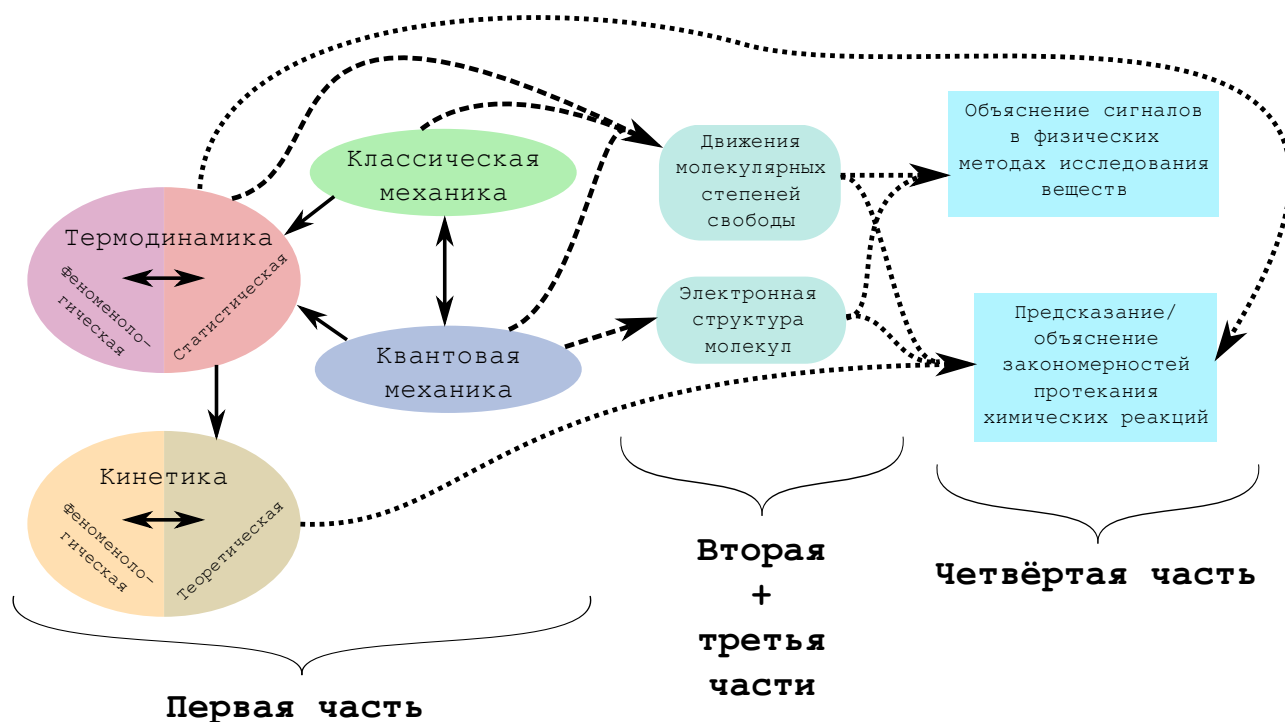 Термодинамика
Феноменоло-
гическая
Статистическая
Классическая
механика
Квантовая
механика
Кинетика
Феноменоло-
гическая
Теоретическая
Движения
молекулярных
степеней
свободы
Электронная
структура
молекул
Объяснение сигналов
в физических
методах исследования
веществ
Предсказание/
объяснение
закономерностей
протекания
химических реакций
Первая часть
Вторая
+
третья
части
Четвёртая часть